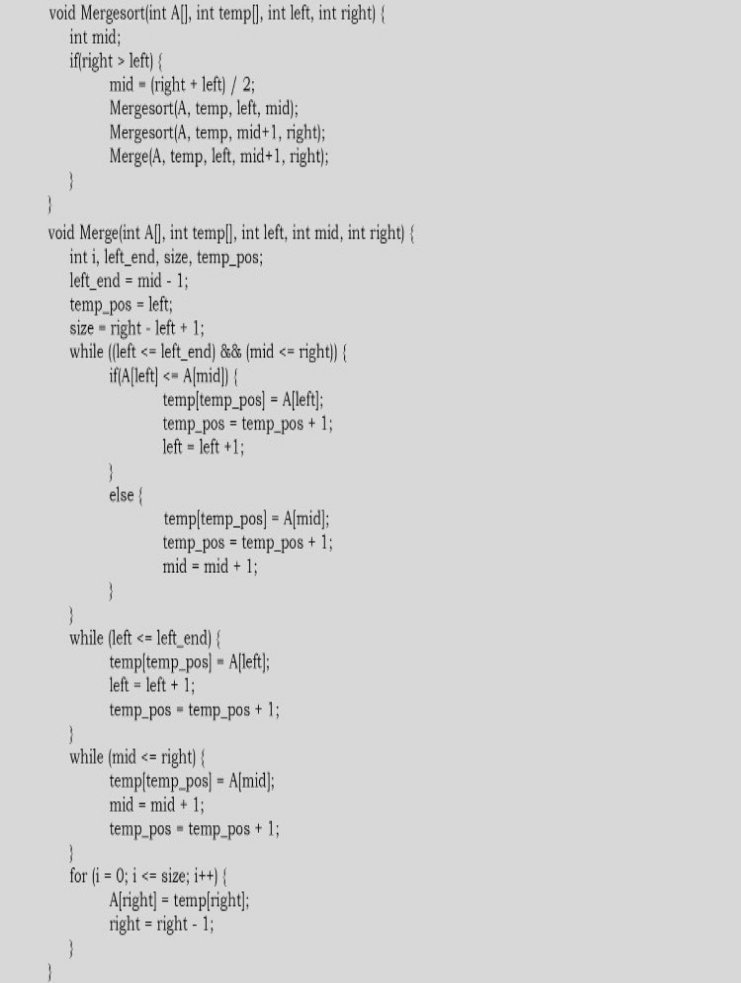 void Mergesort(int A[], int temp[], int left, int right) {
int mid;
if(right > left) {
mid = (right + left) / 2;
Mergesort(A, temp, left, mid);
Mergesort(A, temp, mid+1, right);
Merge(A, temp, left, mid+1, right);
}
}
void Merge(int A[], int temp[], int left, int mid, int right) {
int i, left_end, size, temp_pos;
left_end = mid - 1;
temp_pos = left;
size = right - left + 1;
while ((left <= left_end) && (mid <= right)) {
if(A[left] <= A[mid]) {
temp[temp_pos] = A[left];
temp_pos = temp_pos + 1;
left = left +1;
}
else {
temp[temp_pos] = A[mid];
temp_pos = temp_pos + 1;
mid = mid + 1;
}
}
while (left <= left_end) {
temp[temp_pos] = A[left];
left = left + 1;
temp_pos = temp_pos + 1;
}
while (mid <= right) {
temp[temp_pos] = A[mid];
mid = mid + 1;
temp_pos = temp_pos + 1;
}
for (i = 0; i <= size; i++) {
A[right] = temp[right];
right = right - 1;
}
}